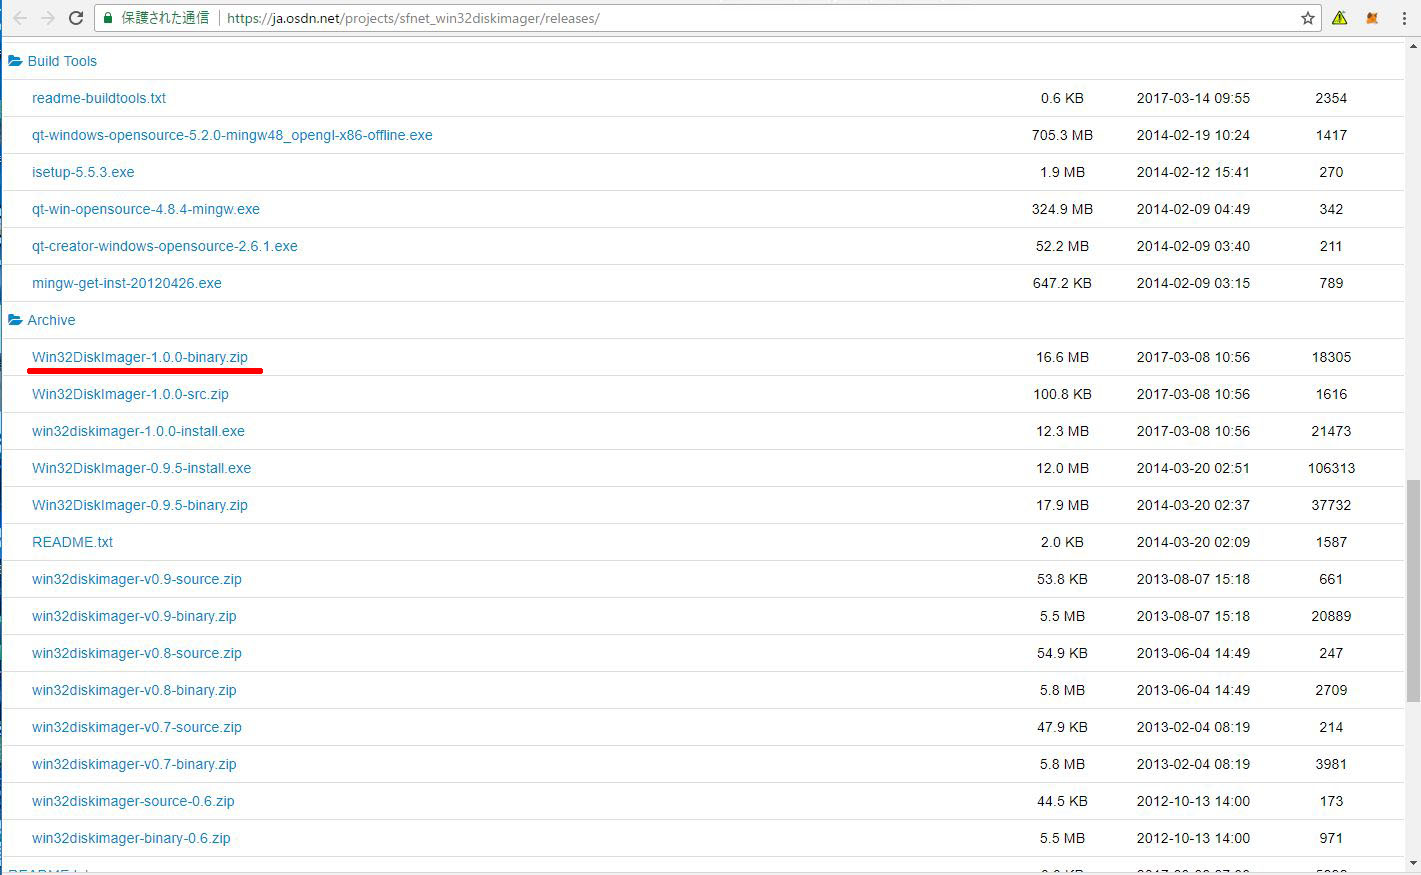 保護された通信 https://ja.osdn.net/projects/sfnet_win32diskimager/releases/
Build Tools
readme-buildtools.txt 0.6 KB 2017-03-14 09:55 2354
qt-windows-opensource-5.2.0-mingw48_opengl-x86-offline.exe 705.3 MB 2014-02-19 10:24 1417
isetup-5.5.3.exe 1.9 MB 2014-02-12 15:41 270
qt-win-opensource-4.8.4-mingw.exe 324.9 MB 2014-02-09 04:49 342
qt-creator-windows-opensource-2.6.1.exe 52.2 MB 2014-02-09 03:40 211
mingw-get-inst-20120426.exe 647.2 KB 2014-02-09 03:15 789
Archive
Win32DiskImager-1.0.0-binary.zip 16.6 MB 2017-03-08 10:56 18305
Win32DiskImager-1.0.0-src.zip 100.8 KB 2017-03-08 10:56 1616
win32diskimager-1.0.0-install.exe 12.3 MB 2017-03-08 10:56 21473
Win32DiskImager-0.9.5-install.exe 12.0 MB 2014-03-20 02:51 106313
Win32DiskImager-0.9.5-binary.zip 17.9 MB 2014-03-20 02:37 37732
README.txt 2.0 KB 2014-03-20 02:09 1587
win32diskimager-v0.9-source.zip 53.8 KB 2013-08-07 15:18 661
win32diskimager-v0.9-binary.zip 5.5 MB 2013-08-07 15:18 20889
win32diskimager-v0.8-source.zip 54.9 KB 2013-06-04 14:49 247
win32diskimager-v0.8-binary.zip 5.8 MB 2013-06-04 14:49 2709
win32diskimager-v0.7-source.zip 47.9 KB 2013-02-04 08:19 214
win32diskimager-v0.7-binary.zip 5.8 MB 2013-02-04 08:19 3981
win32diskimager-source-0.6.zip 44.5 KB 2012-10-13 14:00 173
win32diskimager-binary-0.6.zip 5.5 MB 2012-10-13 14:00 971